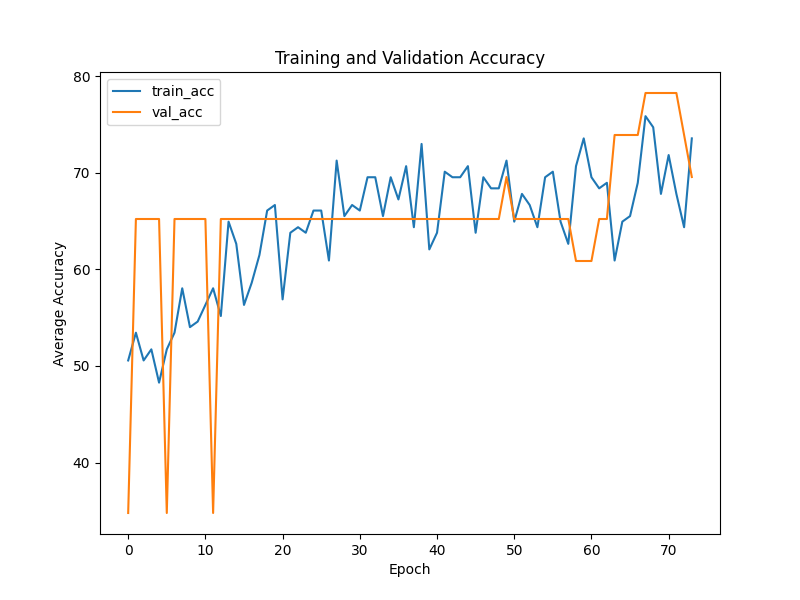 Training and Validation Accuracy
train_acc
val_acc
80
70
60
50
40
Average Accuracy
0 10 20 30 40 50 60 70
Epoch